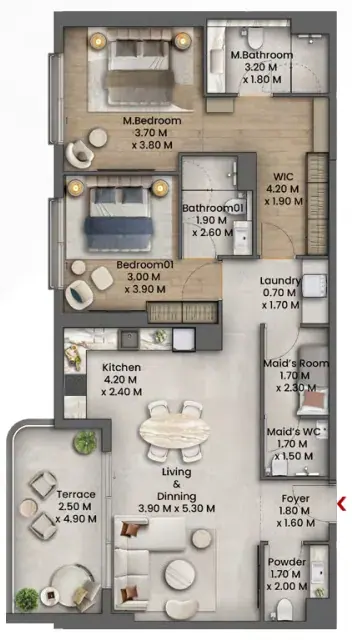 M.Bathroom
3.20 M
x 1.80 M
M.Bedroom
3.70 M
x 3.80 M
WIC
4.20 M
x 1.90 M
Bathroom01
1.90 M
x 2.60 M
Bedroom01
3.00 M
x 3.90 M
Laundry
0.70 M
x 1.70 M
Kitchen
4.20 M
x 2.40 M
Maid's Room
1.70 M
x 2.30 M
Maid's WC
1.70 M
x 1.50 M
Living
&
Dinning
3.90 M x 5.30 M
Terrace
2.50 M
x 4.90 M
Foyer
1.80 M
x 1.60 M
Powder
1.70 M
x 2.00 M